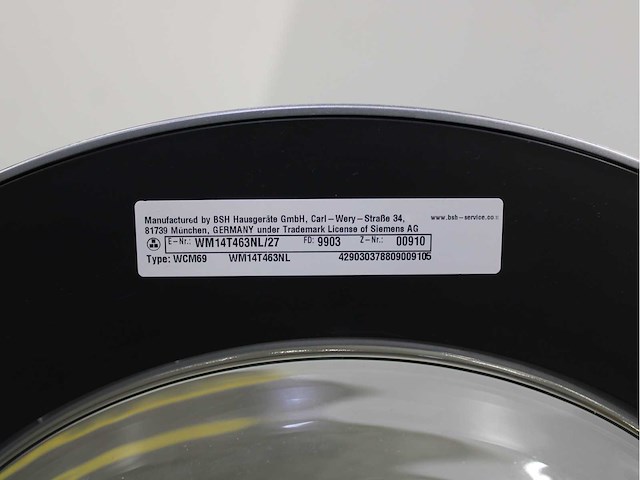 Manufactured by BSH Hausgeräte GmbH, Carl-Wery-Straße 34,
www.bsh-service.com
81739 München, GERMANY under Trademark License of Siemens AG
E-Nr.: WM14T463NL/27 FD: 9903 Z-Nr.: 00910
Type: WCM69 WM14T463NL 429030378809009105